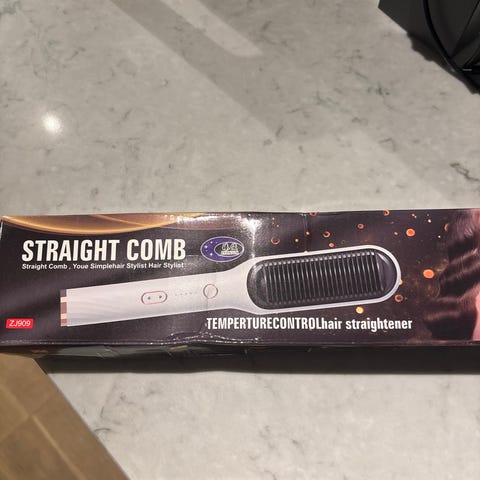 STRAIGHT COMB
Straight Comb, Youe Simplehair Stylist Hair Stylist
ZJ909
TEMPERTURECONTROLhair straightener